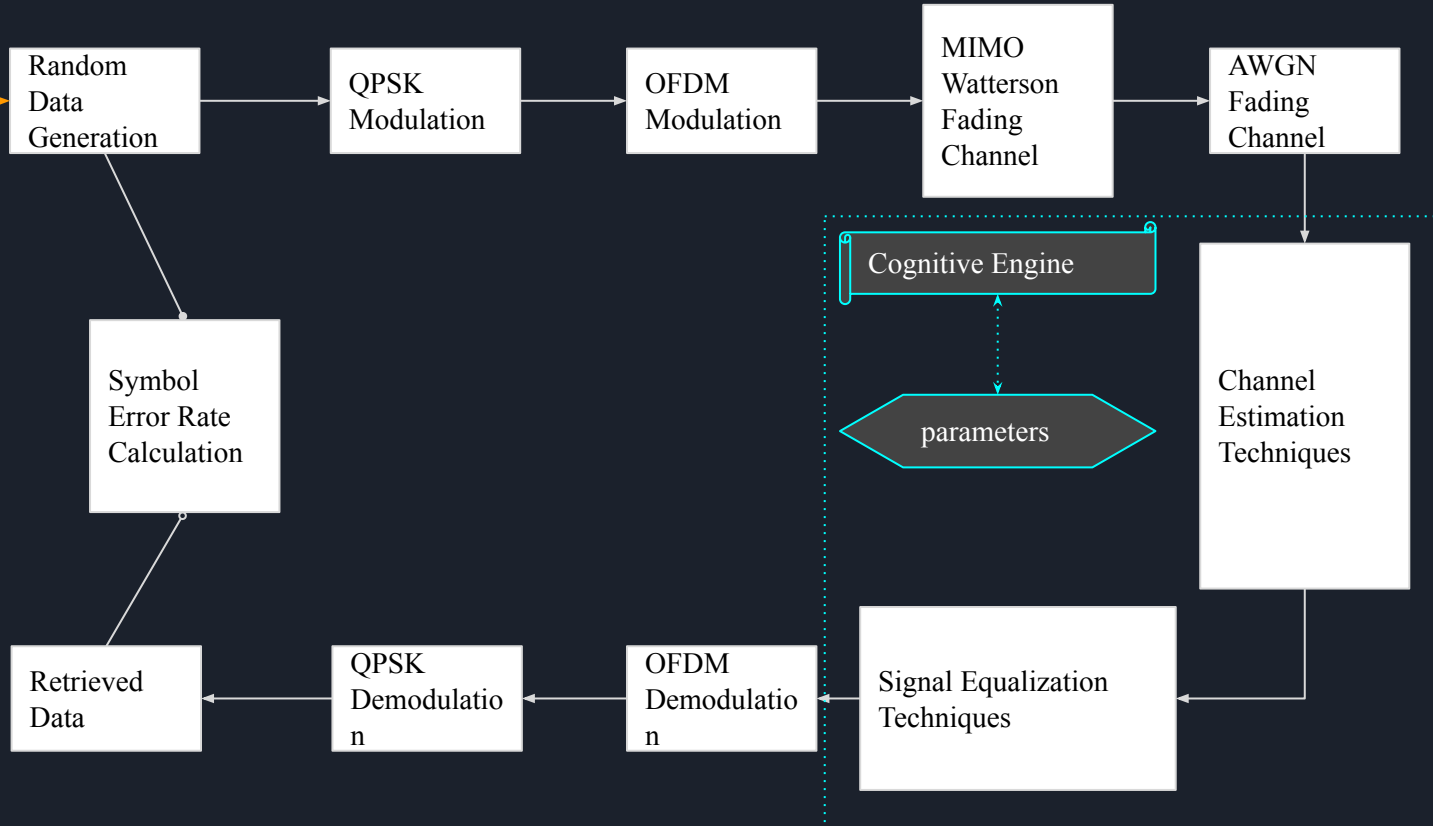 Random
Data
Generation
QPSK
Modulation
OFDM
Modulation
MIMO
Watterson
Fading
Channel
AWGN
Fading
Channel
Cognitive Engine
parameters
Channel
Estimation
Techniques
Symbol
Error Rate
Calculation
Signal Equalization
Techniques
OFDM
Demodulatio
n
QPSK
Demodulatio
n
Retrieved
Data